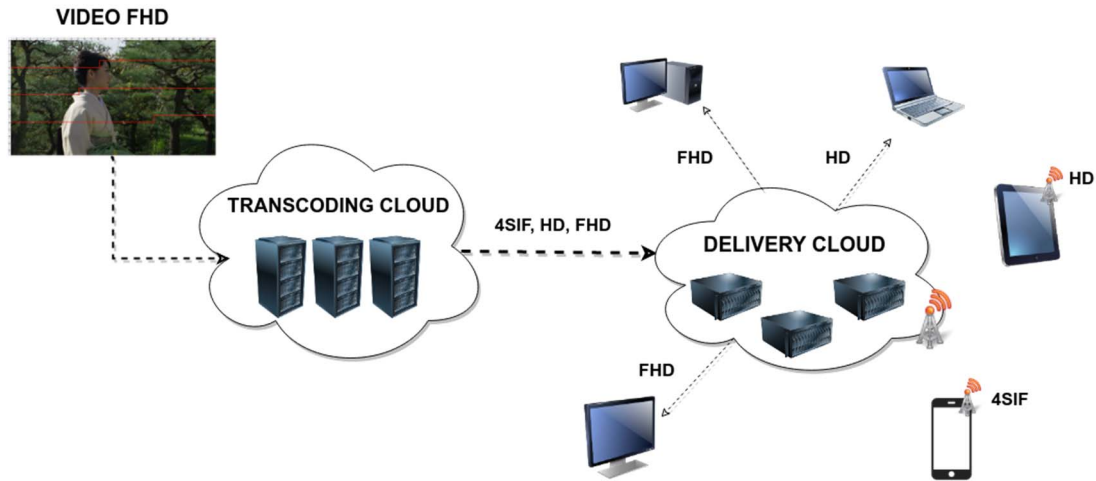 VIDEO FHD
TRANSCODING CLOUD
4SIF, HD, FHD
DELIVERY CLOUD
FHD
HD
HD
FHD
4SIF